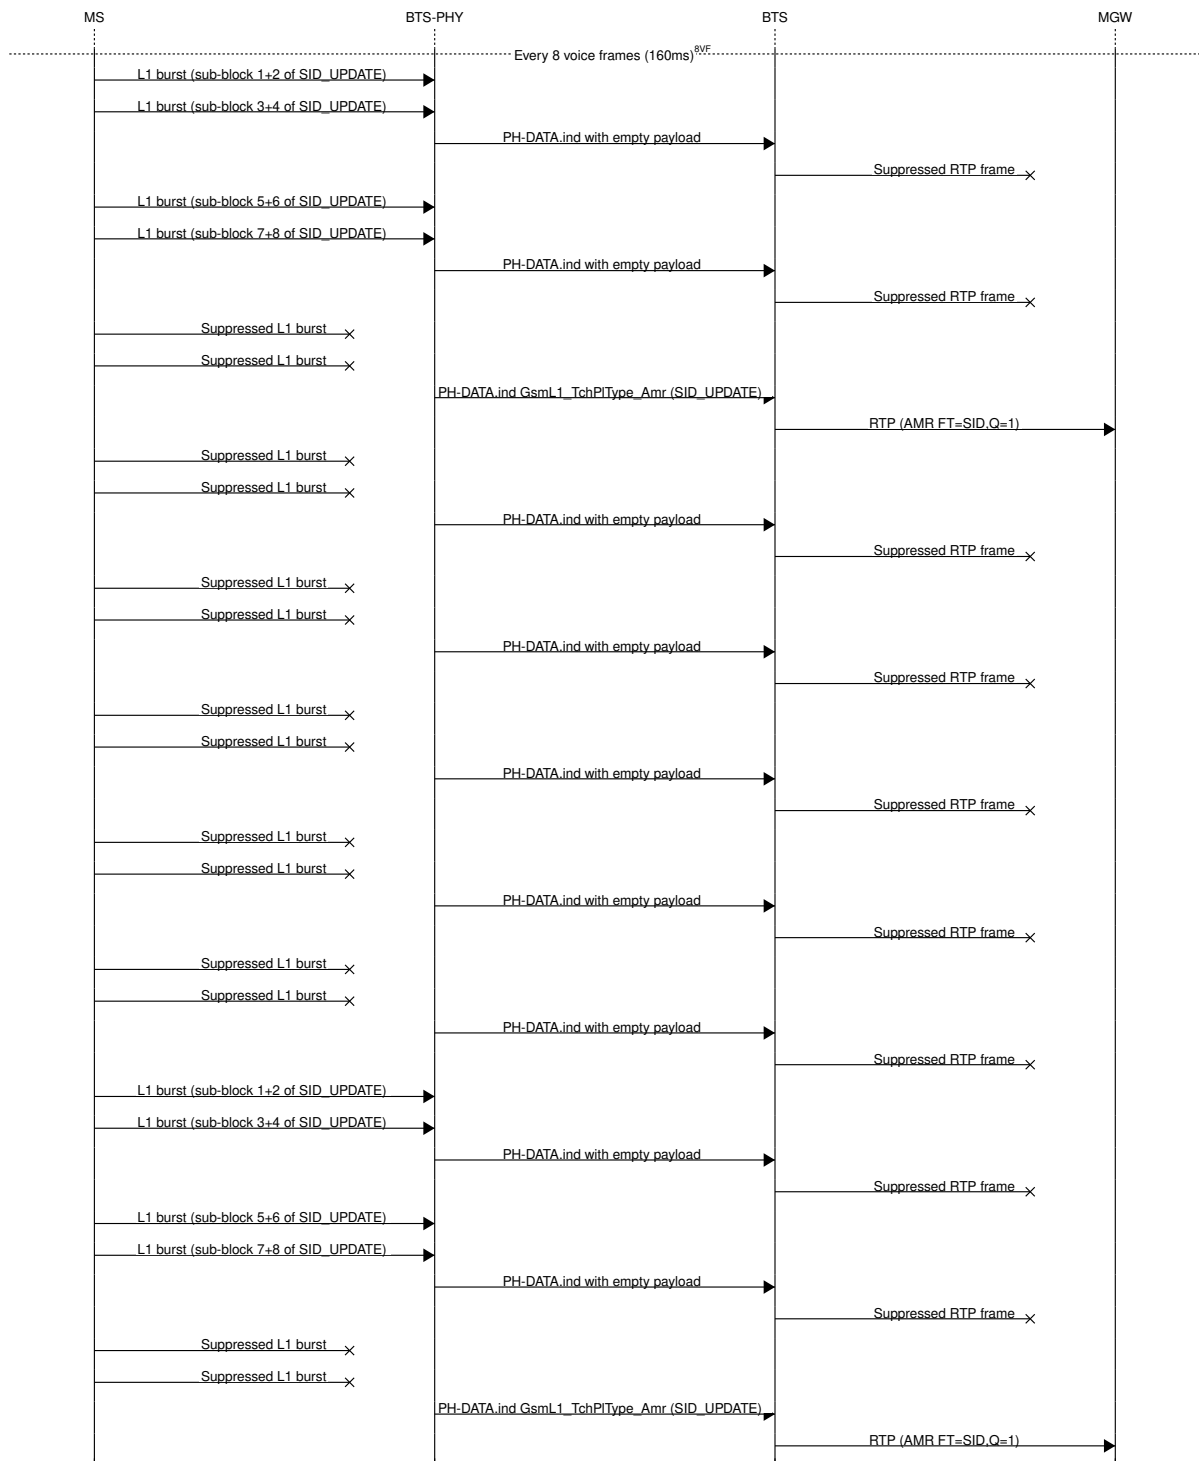 MS BTS-PHY BTS MGW
Every 8 voice frames (160ms)8VF
L1 burst (sub-block 1+2 of SID_UPDATE)
L1 burst (sub-block 3+4 of SID_UPDATE)
PH-DATA.ind with empty payload
Suppressed RTP frame
L1 burst (sub-block 5+6 of SID_UPDATE)
L1 burst (sub-block 7+8 of SID_UPDATE)
PH-DATA.ind with empty payload
Suppressed RTP frame
Suppressed L1 burst
Suppressed L1 burst
PH-DATA.ind GsmL1_TchPlType_Amr (SID_UPDATE)
RTP (AMR FT=SID,Q=1)
Suppressed L1 burst
Suppressed L1 burst
PH-DATA.ind with empty payload
Suppressed RTP frame
Suppressed L1 burst
Suppressed L1 burst
PH-DATA.ind with empty payload
Suppressed RTP frame
Suppressed L1 burst
Suppressed L1 burst
PH-DATA.ind with empty payload
Suppressed RTP frame
Suppressed L1 burst
Suppressed L1 burst
PH-DATA.ind with empty payload
Suppressed RTP frame
Suppressed L1 burst
Suppressed L1 burst
PH-DATA.ind with empty payload
Suppressed RTP frame
L1 burst (sub-block 1+2 of SID_UPDATE)
L1 burst (sub-block 3+4 of SID_UPDATE)
PH-DATA.ind with empty payload
Suppressed RTP frame
L1 burst (sub-block 5+6 of SID_UPDATE)
L1 burst (sub-block 7+8 of SID_UPDATE)
PH-DATA.ind with empty payload
Suppressed RTP frame
Suppressed L1 burst
Suppressed L1 burst
PH-DATA.ind GsmL1_TchPlType_Amr (SID_UPDATE)
RTP (AMR FT=SID,Q=1)